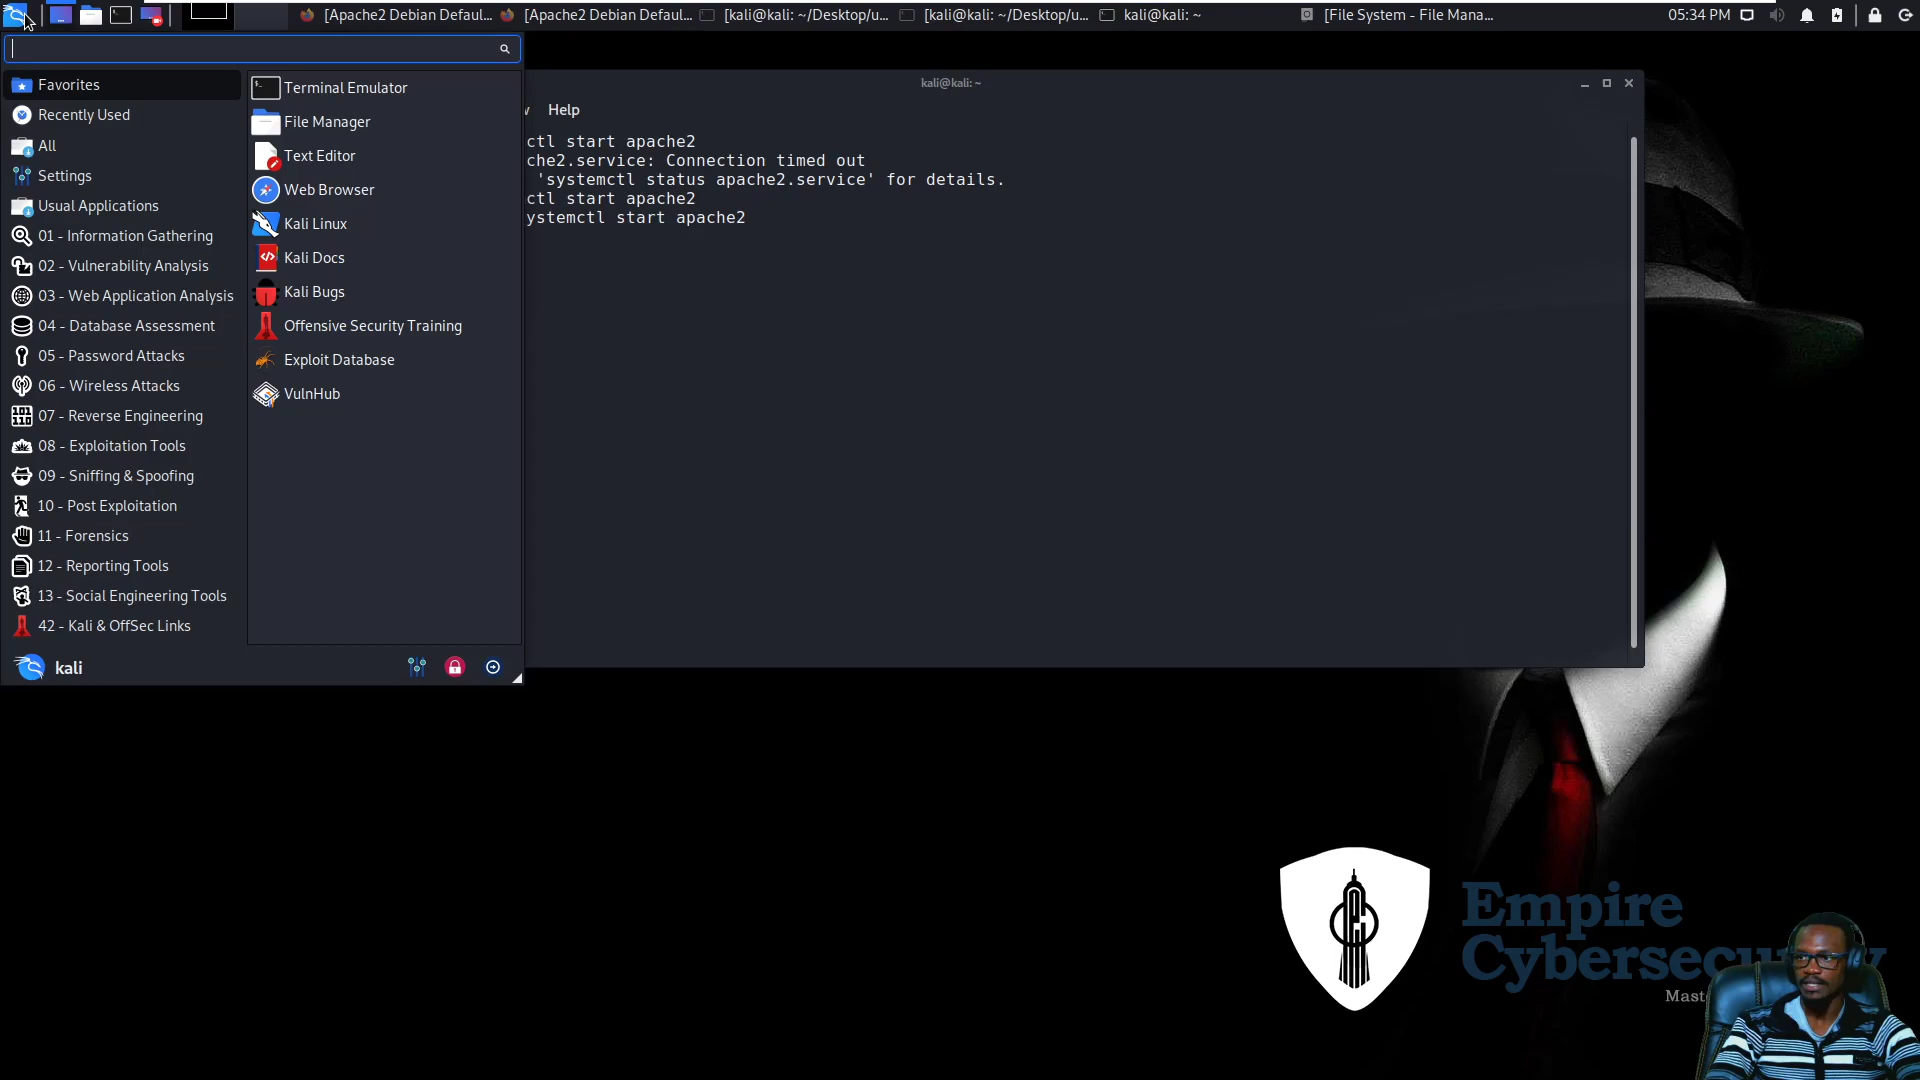 [Apache2 Debian Defaul...
[Apache2 Debian Defaul...
[kali@kali: ~/Desktop/u...
[kali@kali: ~/Desktop/u...
kali@kali: ~
[File System - File Mana...
05:34 PM
Favorites
Recently Used
All
Settings
Usual Applications
01 - Information Gathering
02 - Vulnerability Analysis
03 - Web Application Analysis
04 - Database Assessment
05 - Password Attacks
06 - Wireless Attacks
07 - Reverse Engineering
08 - Exploitation Tools
09 - Sniffing & Spoofing
10 - Post Exploitation
11 - Forensics
12 - Reporting Tools
13 - Social Engineering Tools
42 - Kali & OffSec Links
kali
Terminal Emulator
File Manager
Text Editor
Web Browser
Kali Linux
Kali Docs
Kali Bugs
Offensive Security Training
Exploit Database
VulnHub
kali@kali: ~
Help
ctl start apache2
che2.service: Connection timed out
'systemctl status apache2.service' for details.
ctl start apache2
ystemctl start apache2
Empire